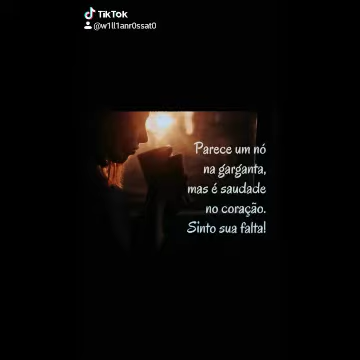 TikTok
@w1ll1anr0ssat0
Parece um nó
na garganta,
mas é saudade
no coração.
Sinto sua falta!